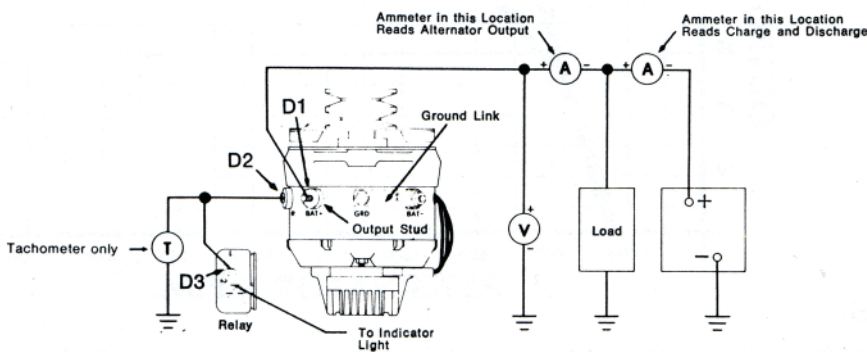 Ammeter in this Location
Reads Alternator Output
Ammeter in this Location
Reads Charge and Discharge
+ A -
+ A -
D1
Ground Link
D2
R
BAT+
GRD
BAT-
Output Stud
+
V
-
Load
+
-
Tachometer only
T
D3
Relay
To Indicator
Light